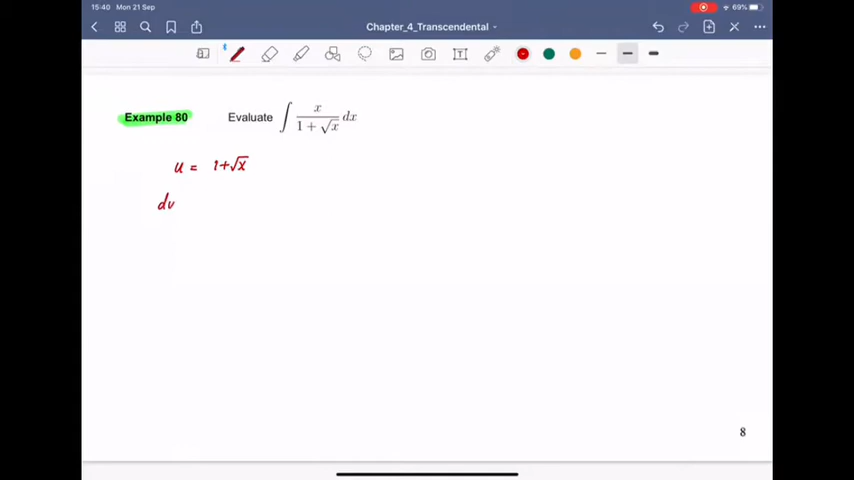 15:40 Mon 21 Sep
69%
Chapter_4_Transcendental
Example 80 Evaluate ∫ x / (1 + √x) dx
u = 1+√x
du
8